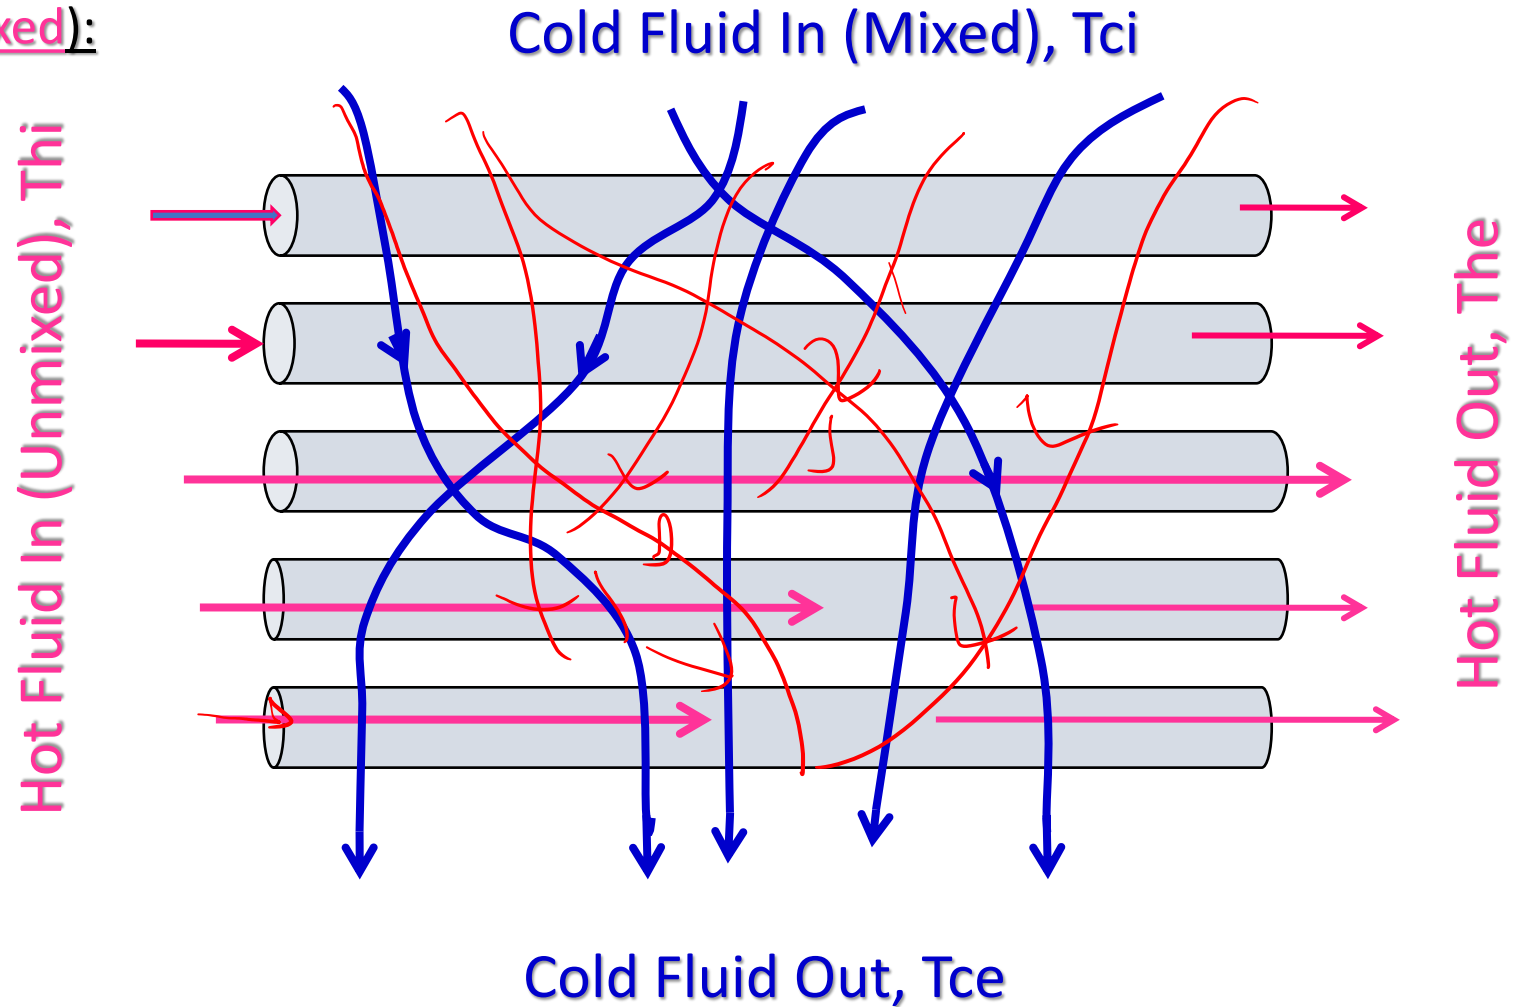 xed):
Cold Fluid In (Mixed), Tci
Hot Fluid In (Unmixed), Thi
Hot Fluid Out, The
Cold Fluid Out, Tce